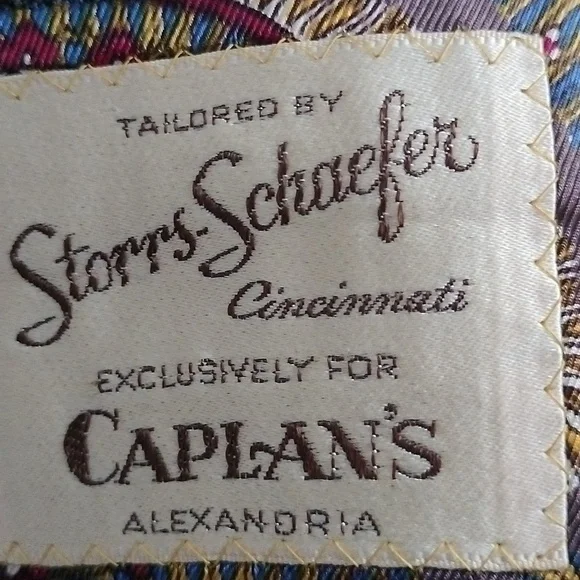 TAILORED BY
Storrs-Schaefer
Cincinnati
EXCLUSIVELY FOR
CAPLAN'S
ALEXANDRIA